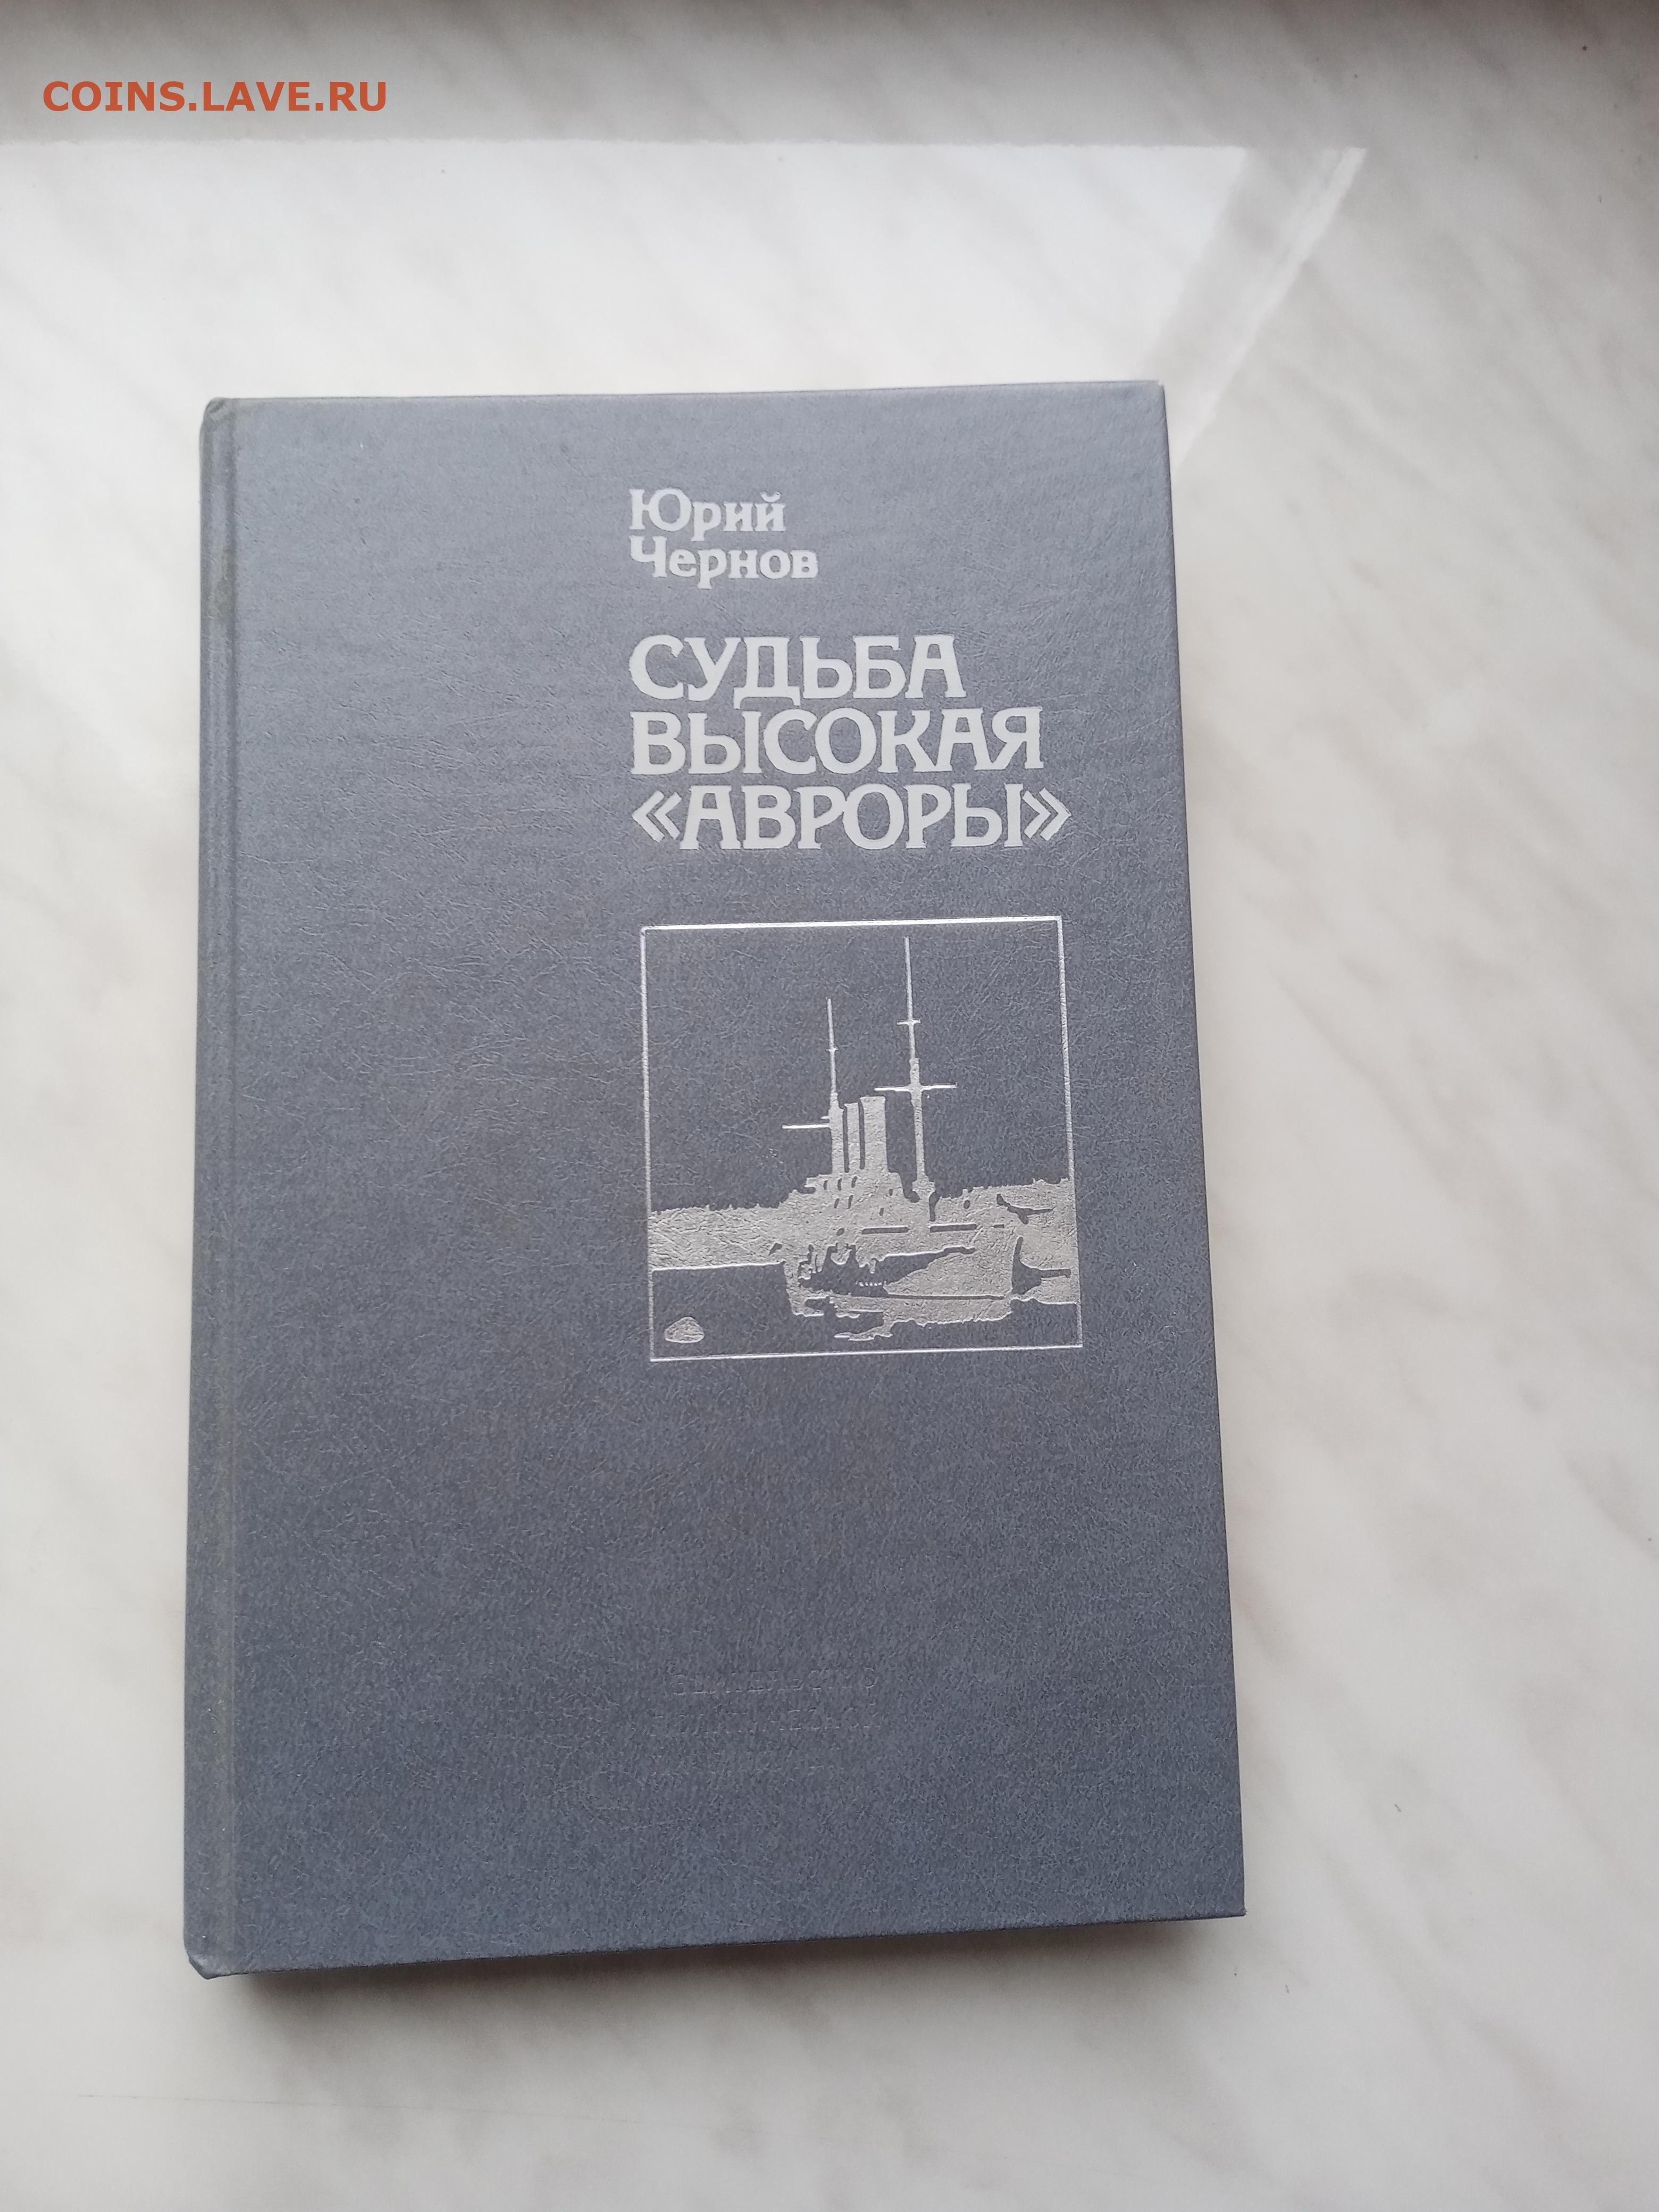 COINS.LAVE.RU
Юрий
Чернов
СУДЬБА
ВЫСОКАЯ
«АВРОРЫ»